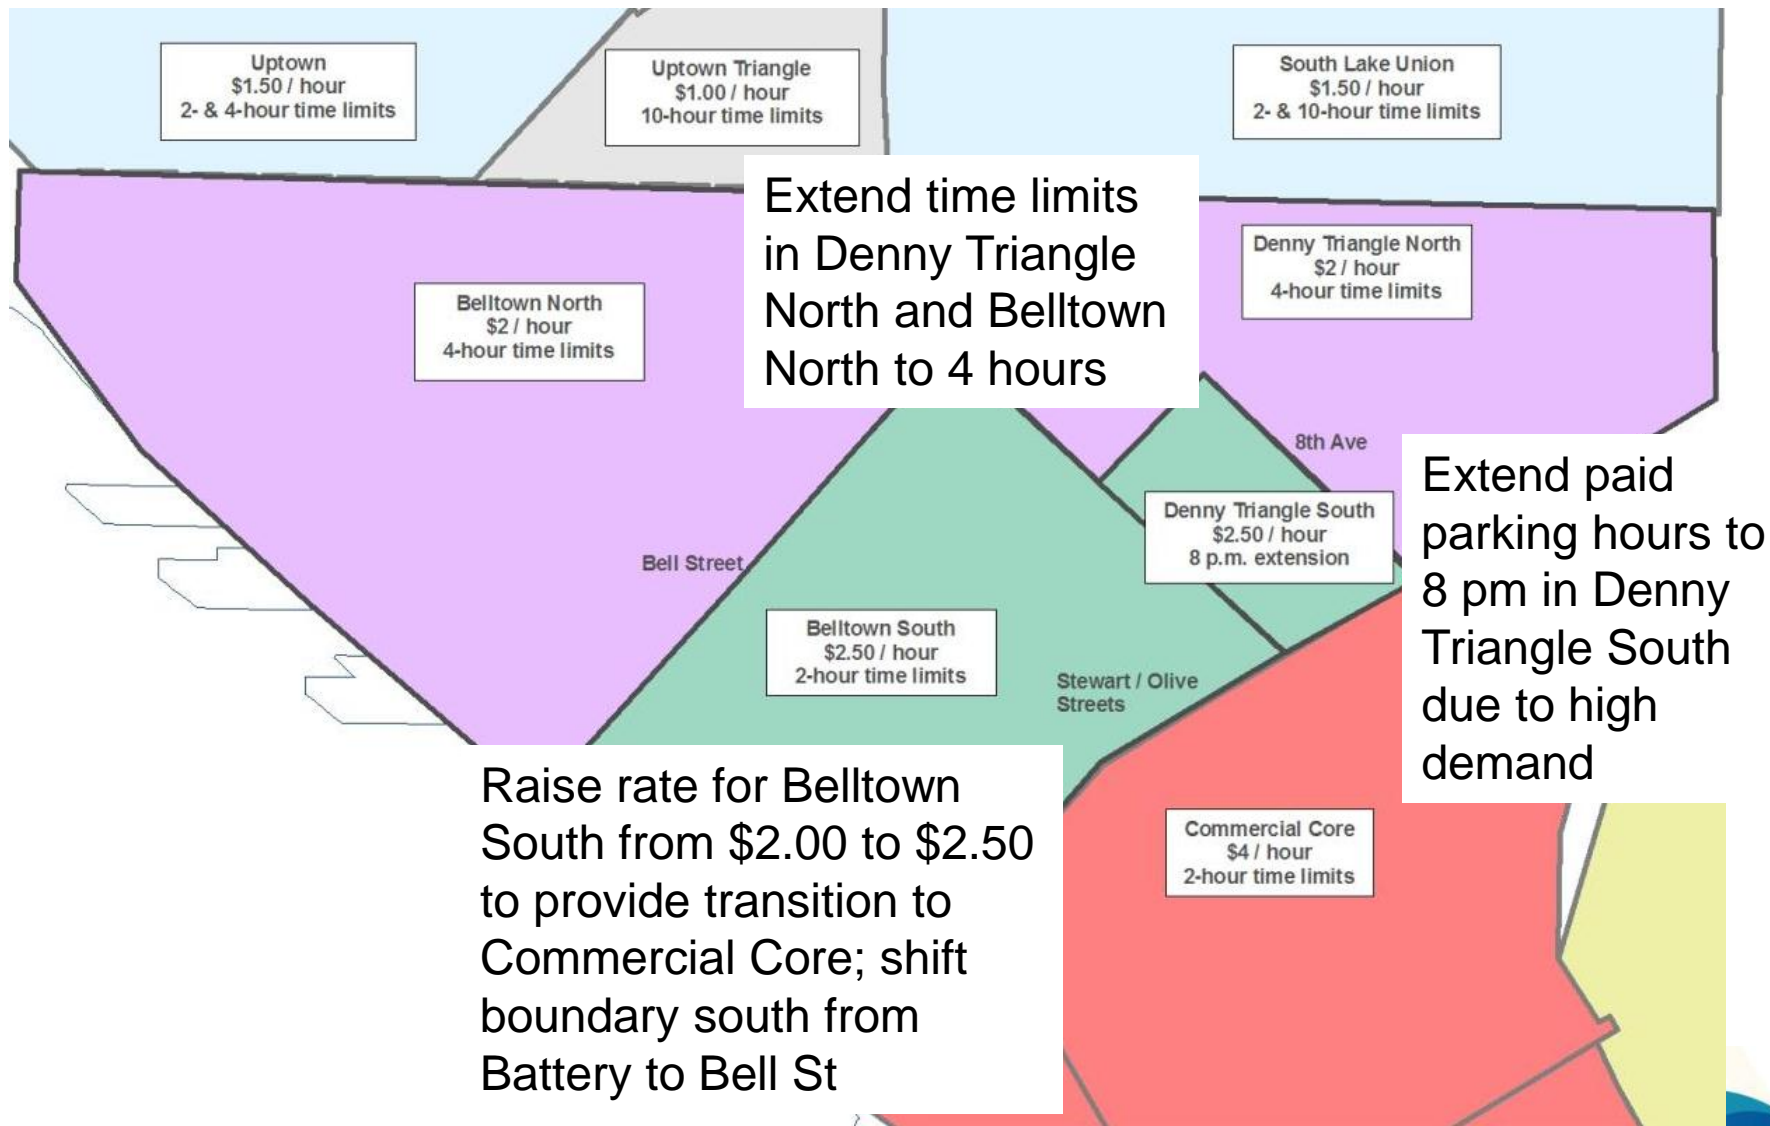 Uptown
$1.50 / hour
2- & 4-hour time limits
Uptown Triangle
$1.00 / hour
10-hour time limits
South Lake Union
$1.50 / hour
2- & 10-hour time limits
Extend time limits
in Denny Triangle
North and Belltown
North to 4 hours
Denny Triangle North
$2 / hour
4-hour time limits
Belltown North
$2 / hour
4-hour time limits
8th Ave
Extend paid
parking hours to
8 pm in Denny
Triangle South
due to high
demand
Denny Triangle South
$2.50 / hour
8 p.m. extension
Bell Street
Belltown South
$2.50 / hour
2-hour time limits
Stewart / Olive
Streets
Raise rate for Belltown
South from $2.00 to $2.50
to provide transition to
Commercial Core; shift
boundary south from
Battery to Bell St
Commercial Core
$4 / hour
2-hour time limits